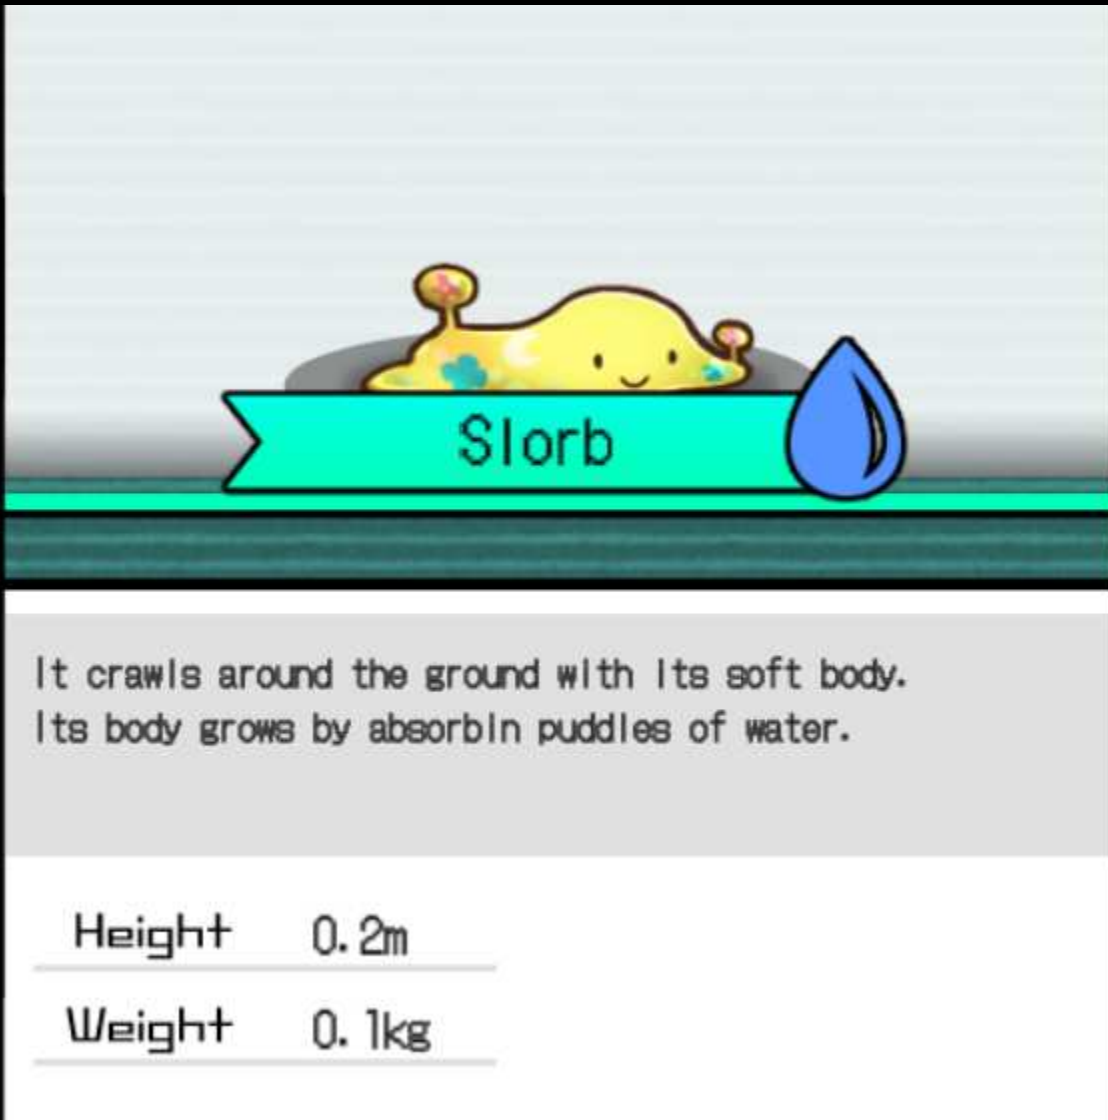 Slorb
It crawls around the ground with its soft body.
Its body grows by absorbin puddles of water.
Height 0.2m
Weight 0.1kg